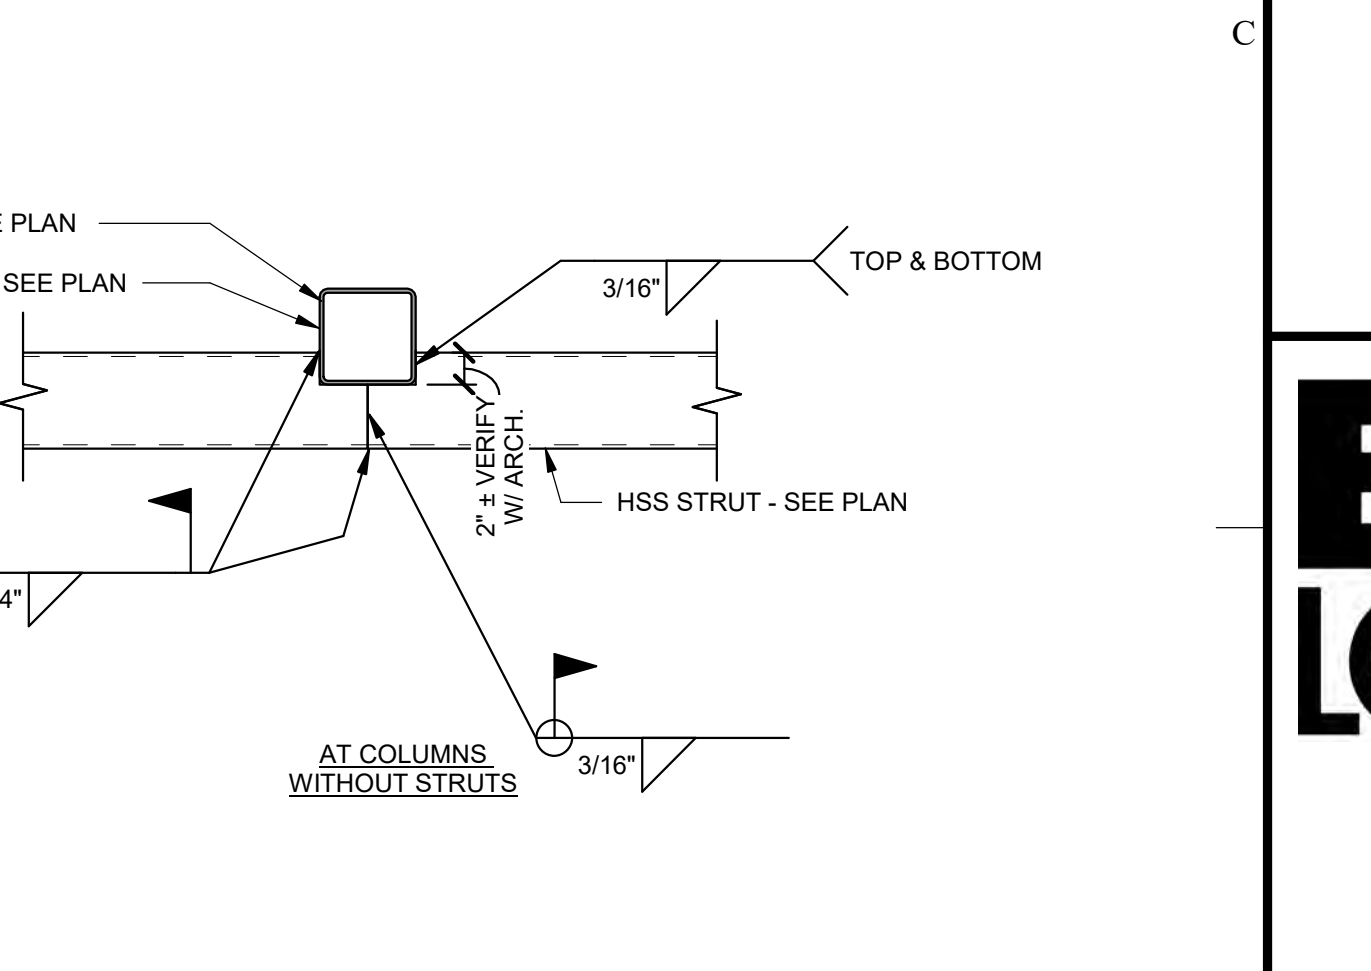 C
PLAN
SEE PLAN
3/16"
TOP & BOTTOM
2" ± VERIFY
W/ ARCH.
HSS STRUT - SEE PLAN
4"
AT COLUMNS
WITHOUT STRUTS
3/16"